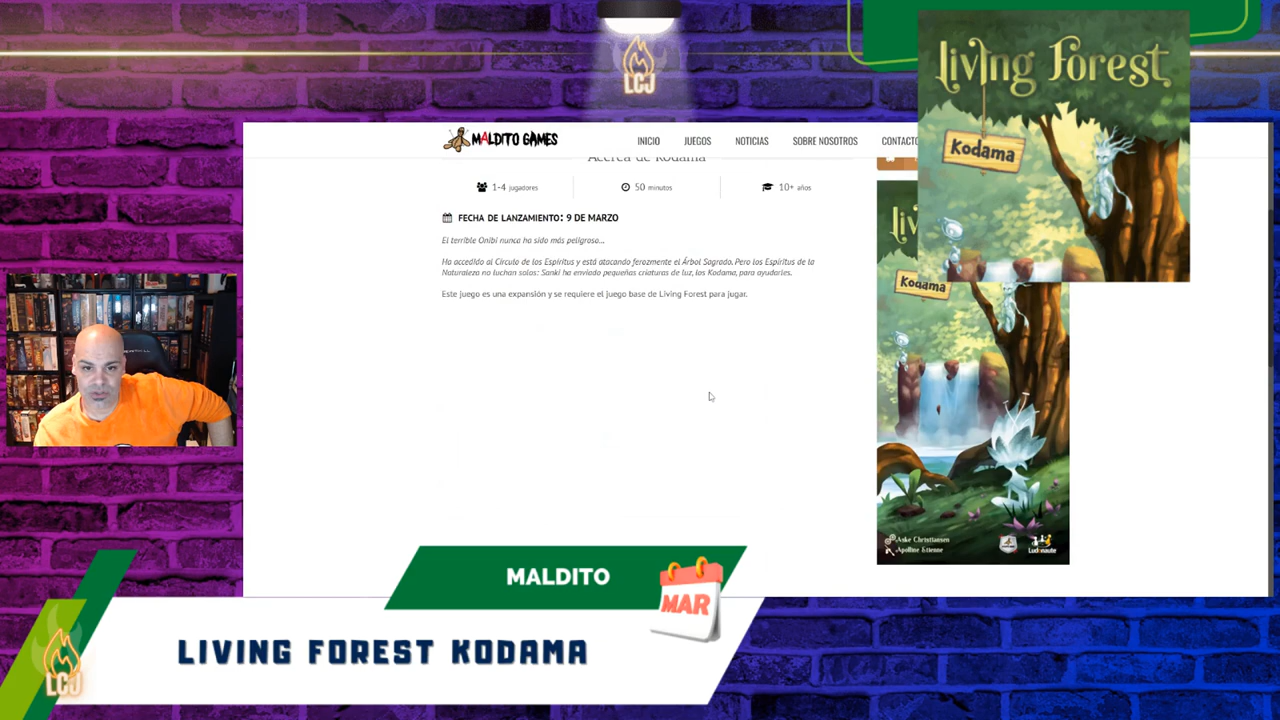 LCJ
Living Forest
Kodama
MALDITO GAMES
INICIO
JUEGOS
NOTICIAS
SOBRE NOSOTROS
CONTACTO
Acerca de Kodama
1-4 jugadores
50 minutos
10+ años
FECHA DE LANZAMIENTO: 9 DE MARZO
El terrible Onibi nunca ha sido más peligroso...
Ha accedido al Círculo de los Espíritus y está atacando ferozmente el Árbol Sagrado. Pero los Espíritus de la
Naturaleza no luchan solos: Sanki ha enviado pequeñas criaturas de luz, los Kodama, para ayudarles.
Este juego es una expansión y se requiere el juego base de Living Forest para jugar.
Liv
Kodama
Aske Christiansen
Apolline Etienne
Ludonaute
MALDITO
MAR
LIVING FOREST KODAMA
LCJ